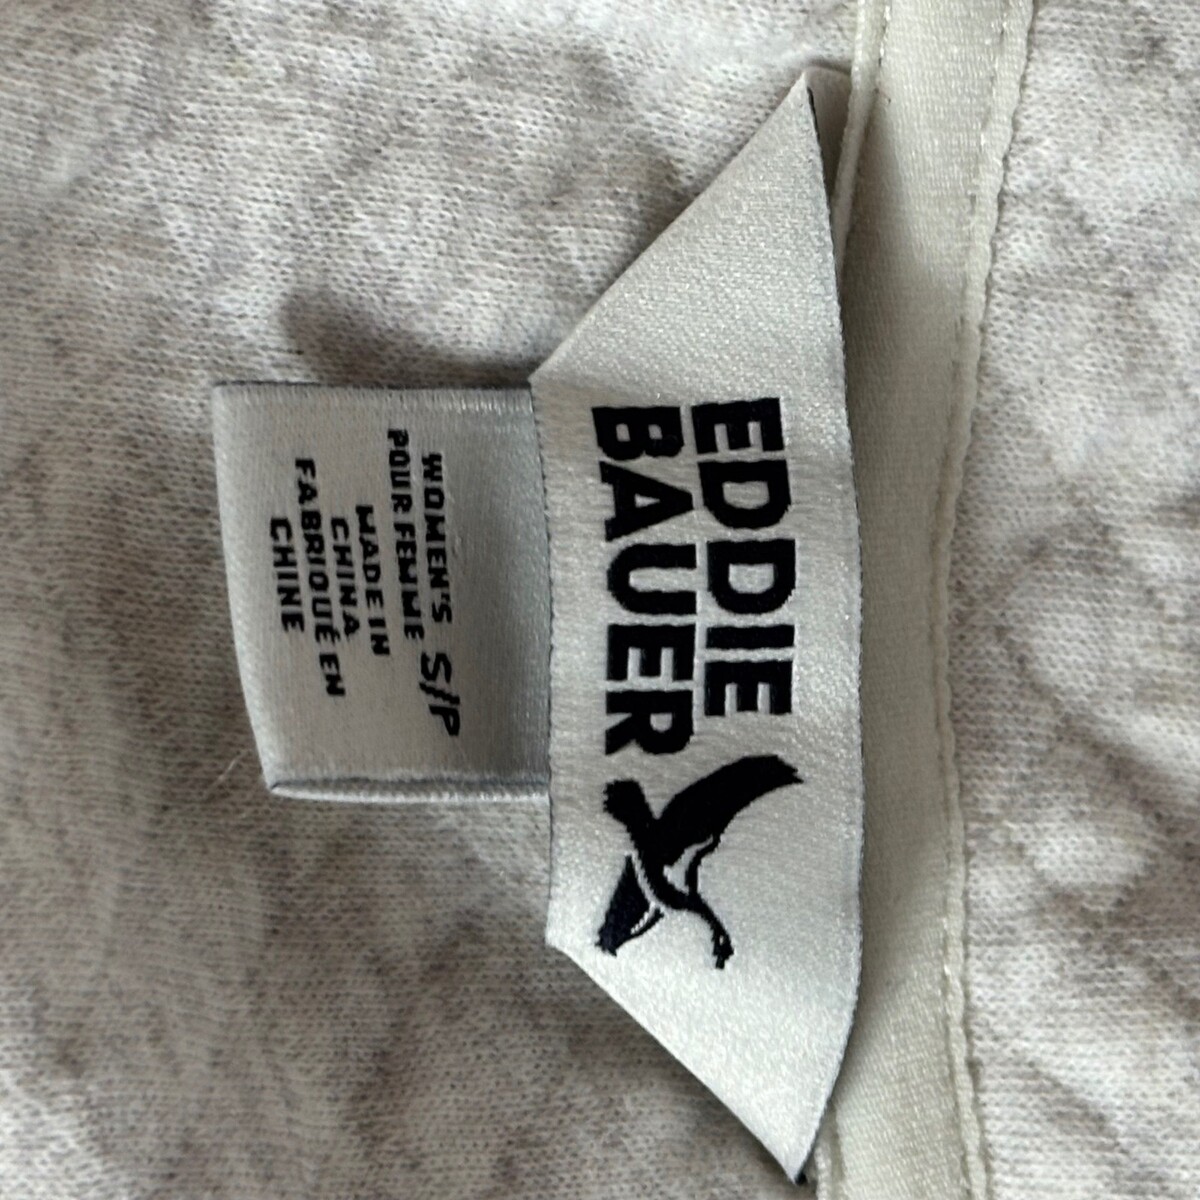 EDDIE
BAUER
WOMEN'S S/P
POUR FEMME
MADE IN
CHINA
FABRIQUÉ EN
CHINE